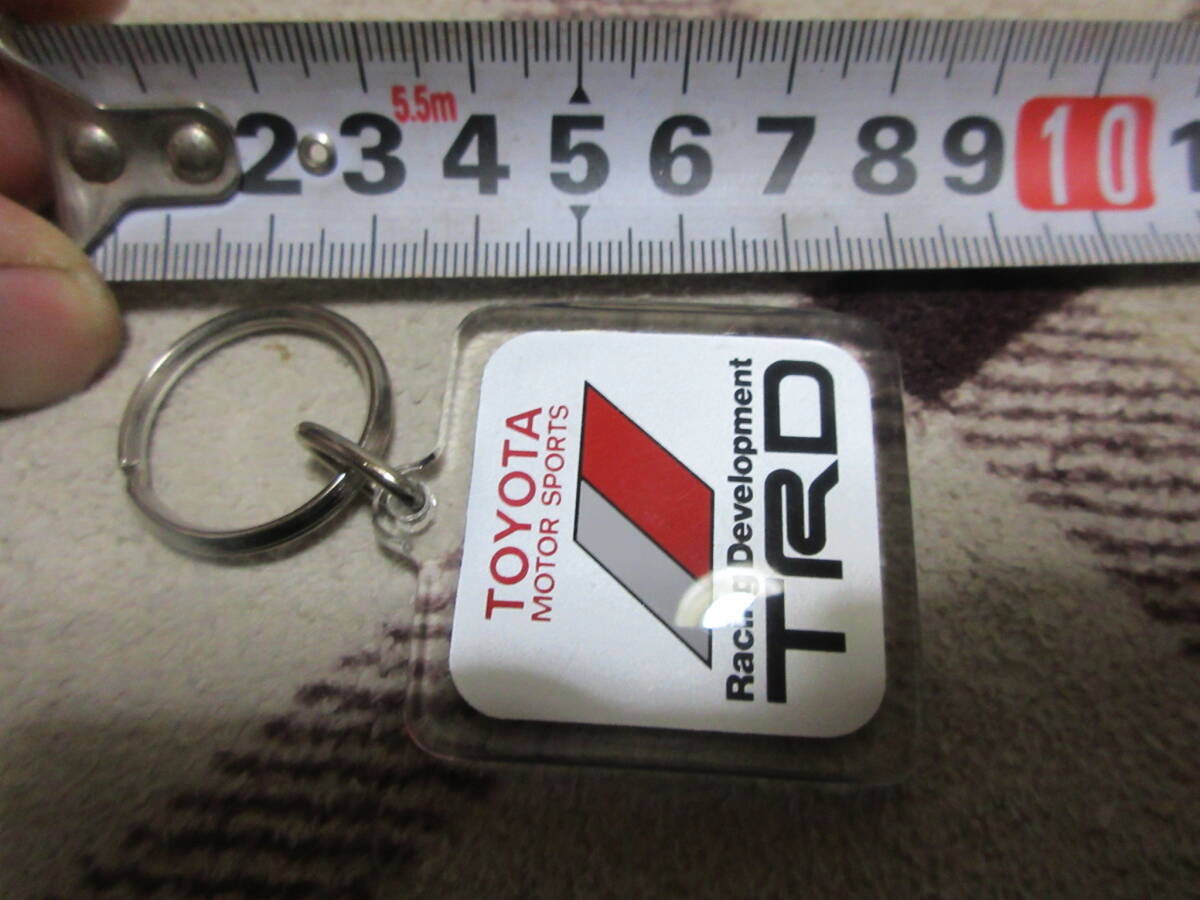 5.5m
2 3 4 5 6 7 8 9 10 1
TOYOTA
MOTOR SPORTS
Racing Development
TRD